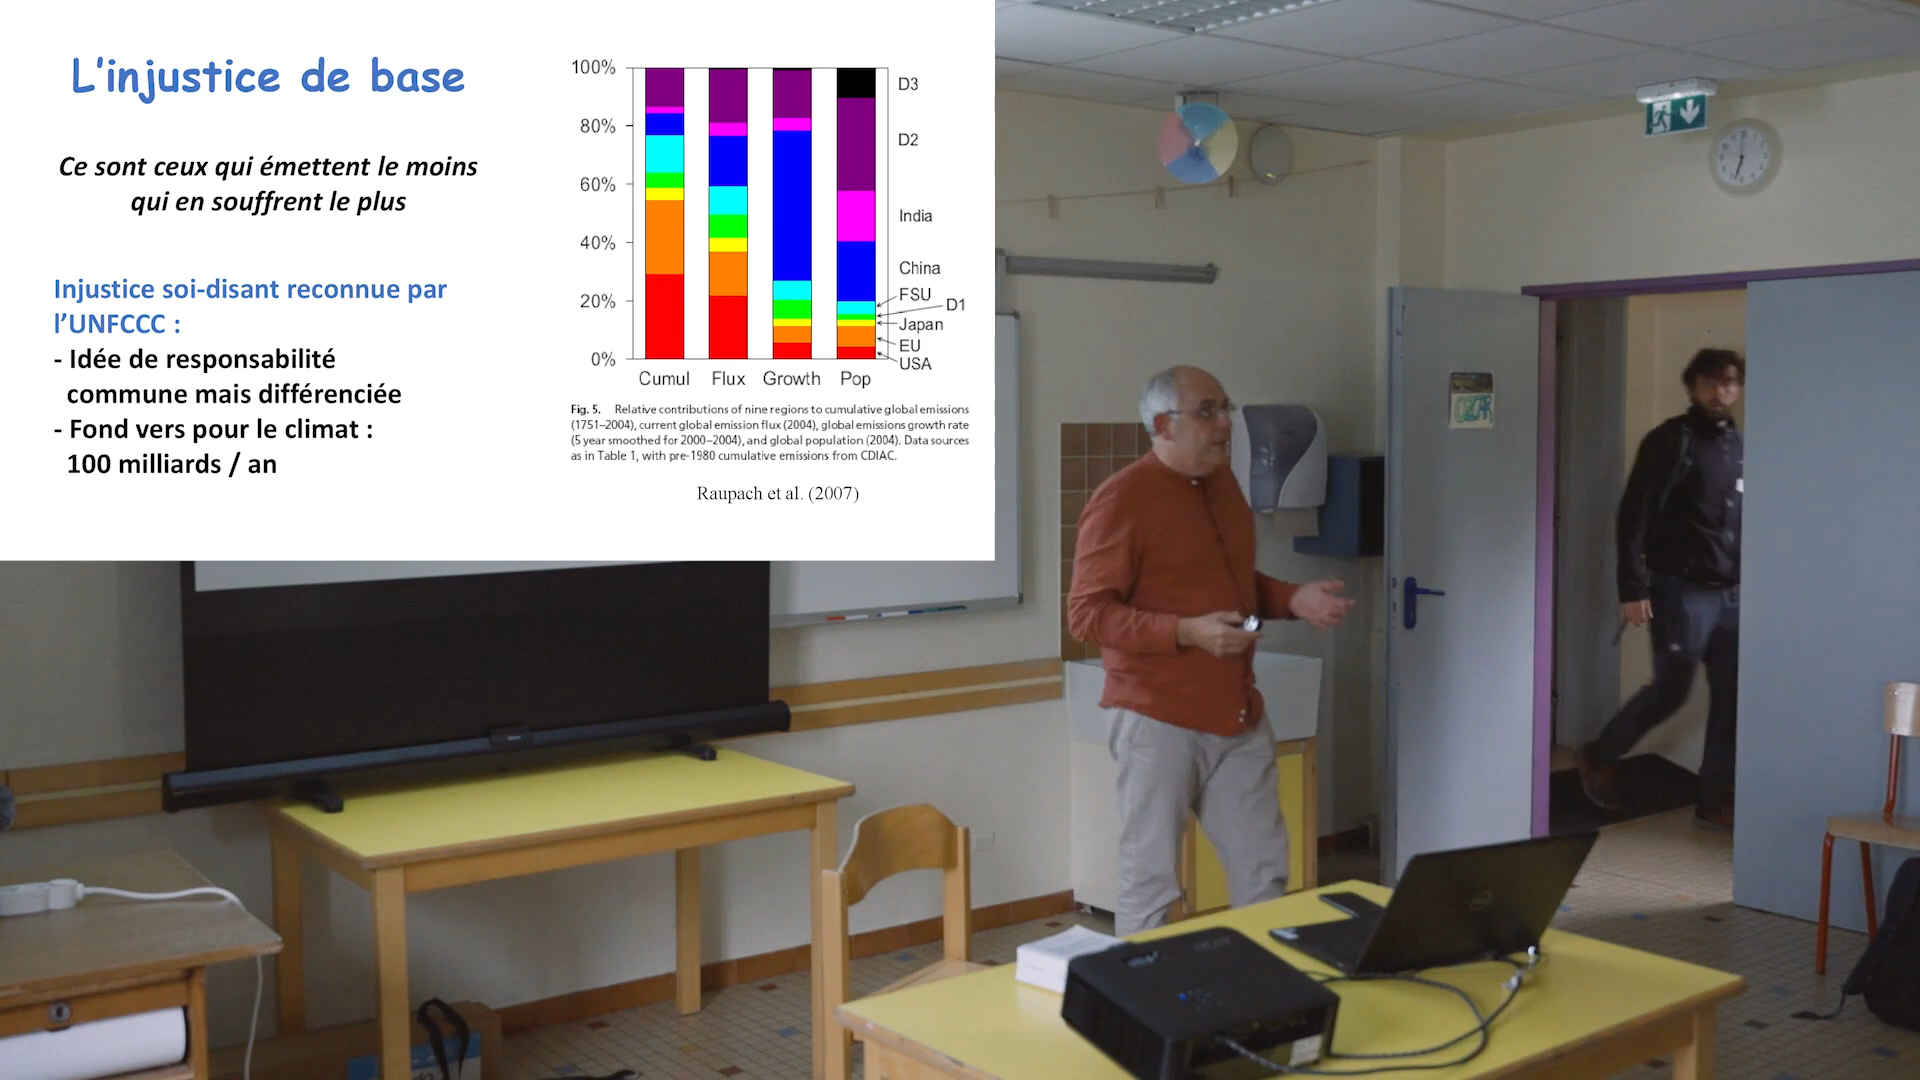 L'injustice de base
Ce sont ceux qui émettent le moins
qui en souffrent le plus
Injustice soi-disant reconnue par
l'UNFCCC :
- Idée de responsabilité
commune mais différenciée
- Fond vers pour le climat :
100 milliards / an
100%
80%
60%
40%
20%
0%
Cumul Flux Growth Pop
D3
D2
India
China
FSU
D1
Japan
EU
USA
Fig. 5. Relative contributions of nine regions to cumulative global emissions
(1751–2004), current global emission flux (2004), global emissions growth rate
(5 year smoothed for 2000–2004), and global population (2004). Data sources
as in Table 1, with pre-1980 cumulative emissions from CDIAC.
Raupach et al. (2007)